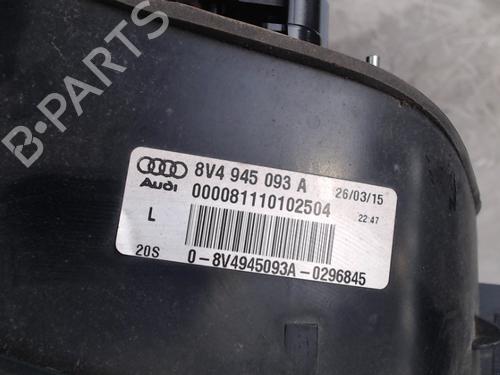 B-Parts
Audi
8V4 945 093 A
26/03/15
000081110102504
22:47
L
20S
0-8V4945093A-0296845